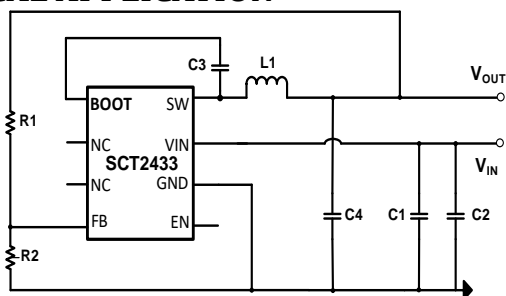 C3
L1
VOUT
R1
BOOT
SW
NC
VIN
SCT2433
VIN
NC
GND
FB
EN
C4
C1
C2
R2